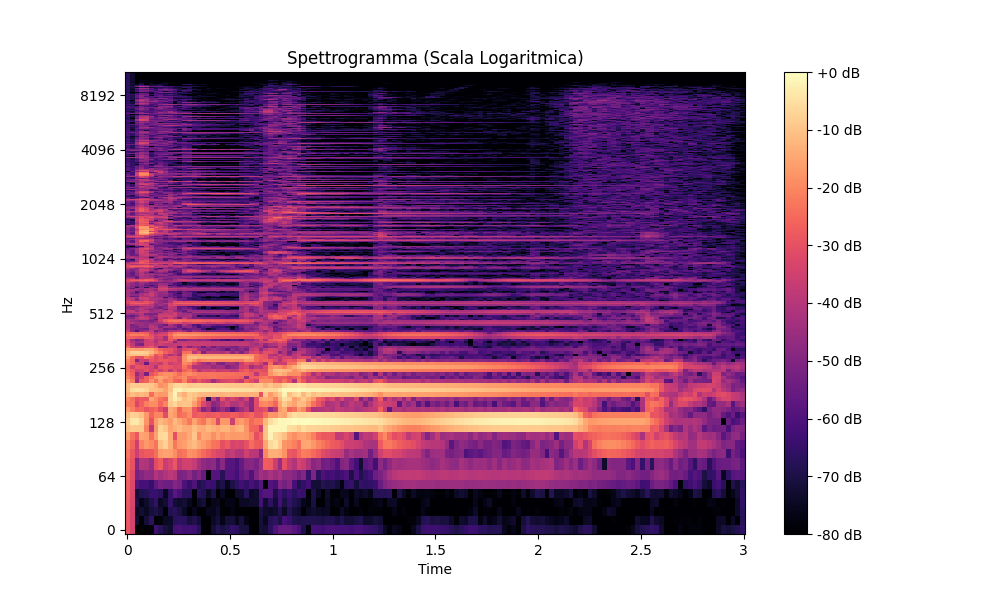 Spettrogramma (Scala Logaritmica)
Hz
8192
4096
2048
1024
512
256
128
64
0
0
0.5
1
1.5
2
2.5
3
Time
+0 dB
-10 dB
-20 dB
-30 dB
-40 dB
-50 dB
-60 dB
-70 dB
-80 dB